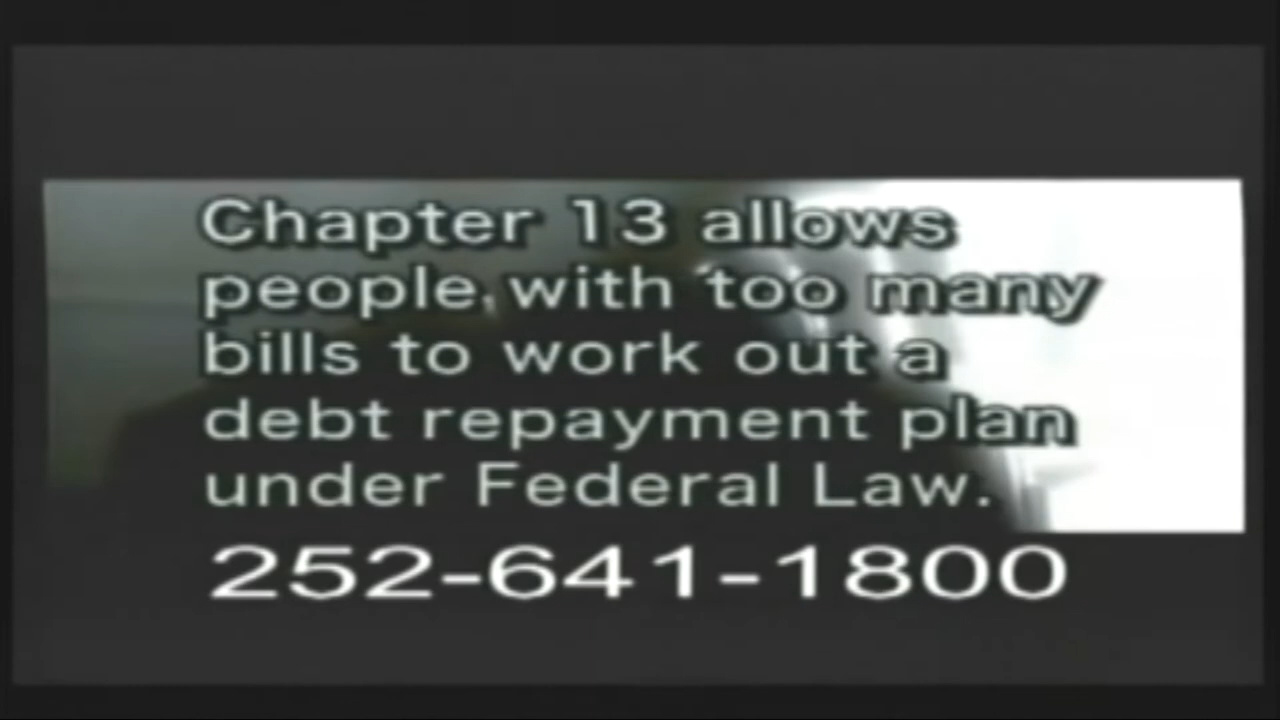 Chapter 13 allows
people with too many
bills to work out a
debt repayment plan
under Federal Law.
252-641-1800